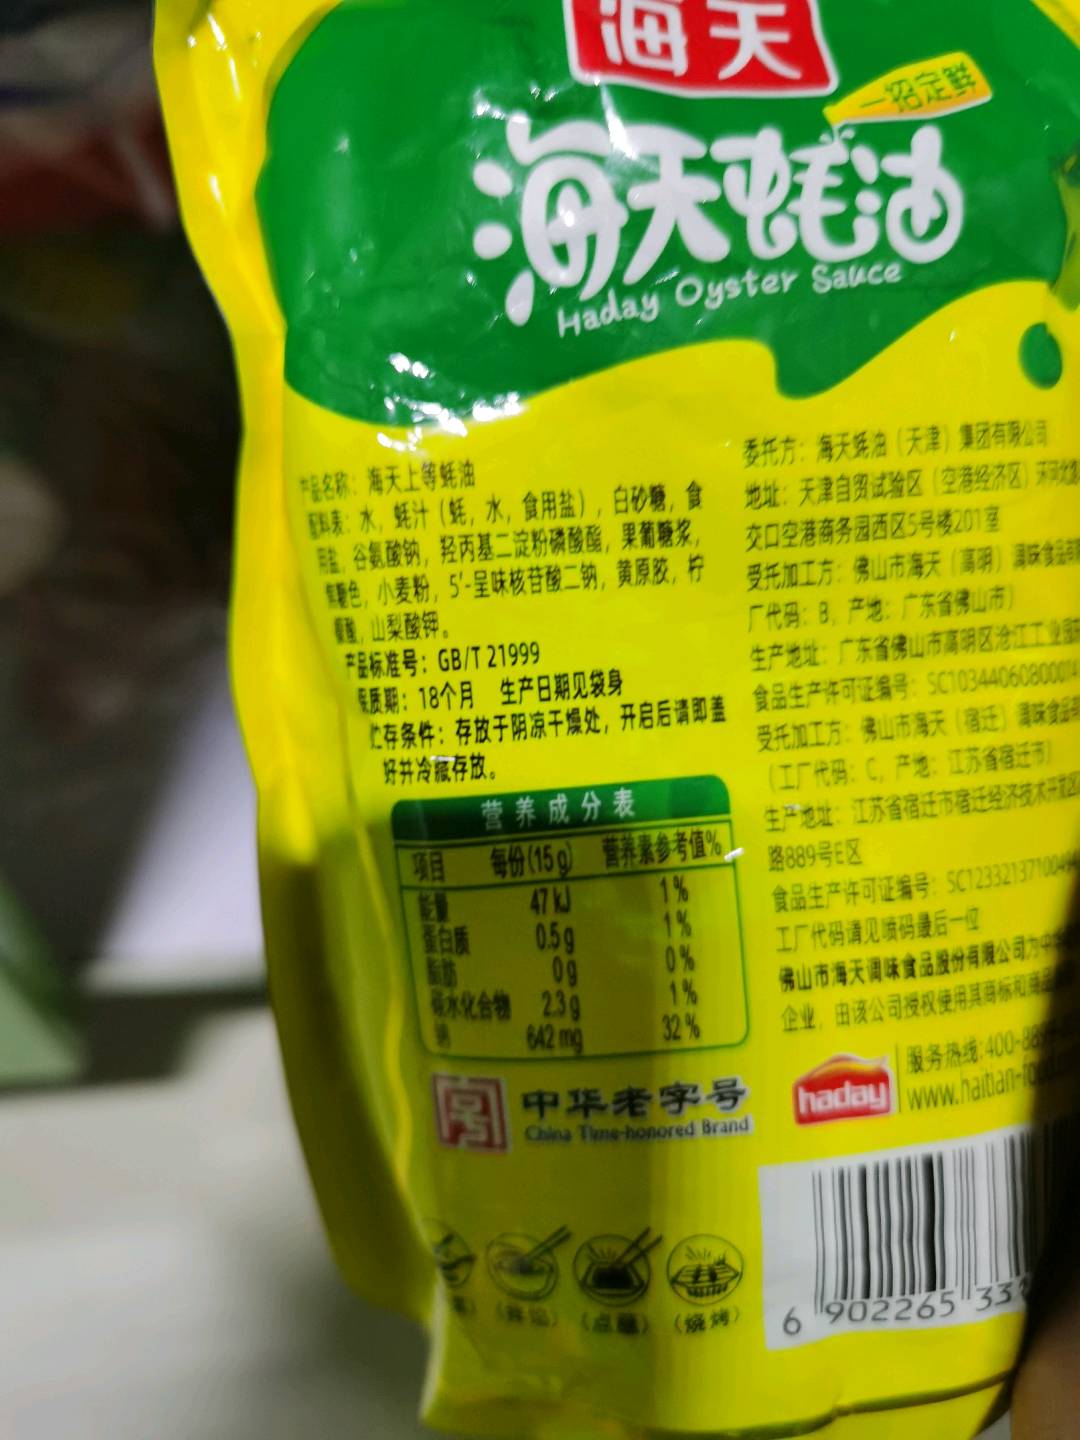 海天
一招定鲜
海天蚝油
Haday Oyster Sauce
产品名称：海天上等蚝油
配料表：水，蚝汁（蚝，水，食用盐），白砂糖，食
用盐，谷氨酸钠，羟丙基二淀粉磷酸酯，果葡糖浆，
焦糖色，小麦粉，5′-呈味核苷酸二钠，黄原胶，柠
檬酸，山梨酸钾。
产品标准号：GB/T 21999
保质期：18个月 生产日期见袋身
贮存条件：存放于阴凉干燥处，开启后请即盖
好并冷藏存放。
营养成分表
项目 每份(15g) 营养素参考值%
能量 47 kJ 1%
蛋白质 0.5g 1%
脂肪 0g 0%
碳水化合物 2.3g 1%
钠 642 mg 32%
中华老字号
China Time-honored Brand
（拌馅）
（点蘸）
（烧烤）
委托方：海天蚝油（天津）集团有限公司
地址：天津自贸试验区（空港经济区）环河北路
交口空港商务园西区5号楼201室
受托加工方：佛山市海天（高明）调味食品有限
厂代码：B，产地：广东省佛山市）
生产地址：广东省佛山市高明区沧江工业园
食品生产许可证编号：SC1034406080001
受托加工方：佛山市海天（宿迁）调味食品
（工厂代码：C，产地：江苏省宿迁市）
生产地址：江苏省宿迁市宿迁经济技术开发区
路889号E区
食品生产许可证编号：SC123321371004
工厂代码请见喷码最后一位
佛山市海天调味食品股份有限公司为中
企业，由该公司授权使用其商标和商品
haday
服务热线：400-88
www.haitian-food
6 902265 33